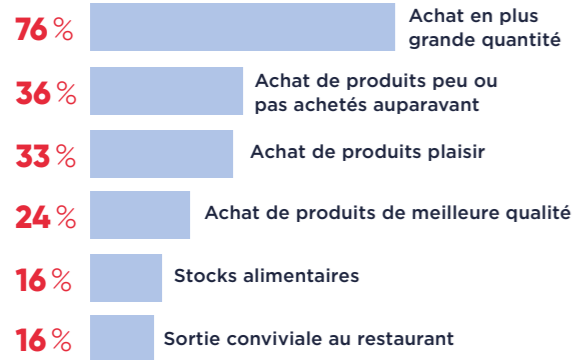 76 %
Achat en plus
grande quantité
36 %
Achat de produits peu ou
pas achetés auparavant
33 %
Achat de produits plaisir
24 %
Achat de produits de meilleure qualité
16 %
Stocks alimentaires
16 %
Sortie conviviale au restaurant